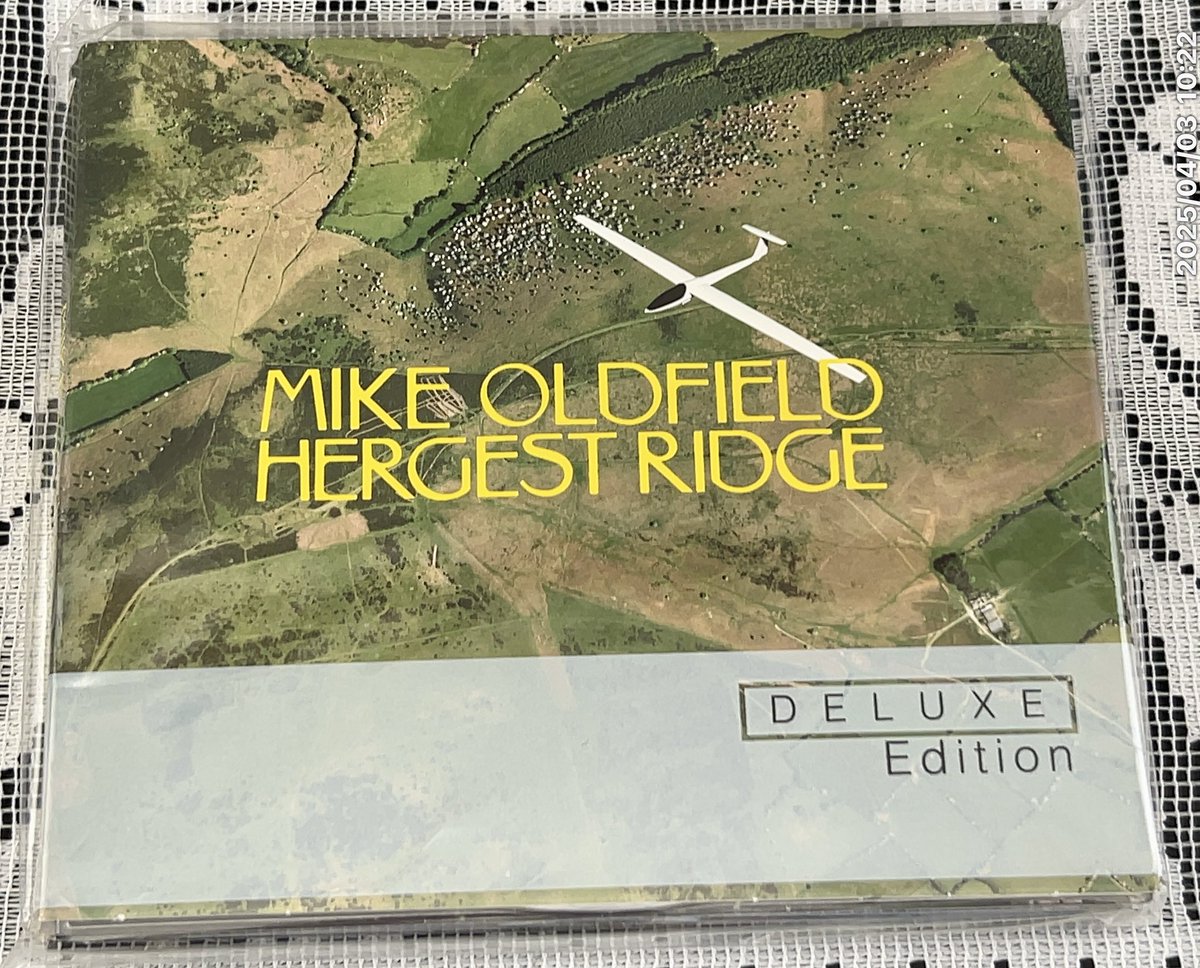 MIKE OLDFIELD
HERGEST RIDGE
DELUXE
Edition
2025/04/03 10:22